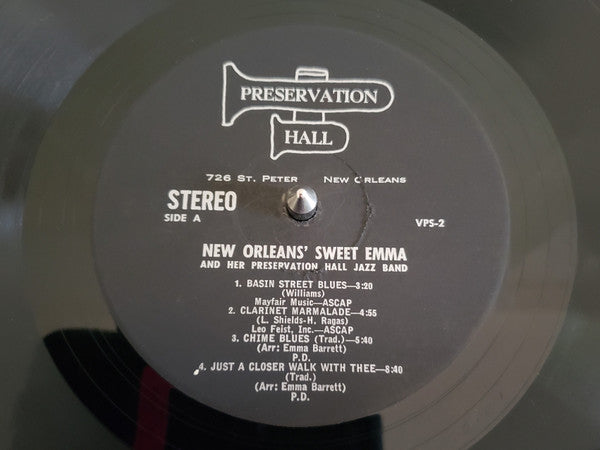 PRESERVATION
HALL
726 St. Peter New Orleans
STEREO
SIDE A
VPS-2
NEW ORLEANS' SWEET EMMA
AND HER PRESERVATION HALL JAZZ BAND
1. BASIN STREET BLUES—3:20
(Williams)
Mayfair Music—ASCAP
2. CLARINET MARMALADE—4:55
(L. Shields-H. Ragas)
Leo Feist, Inc.—ASCAP
3. CHIME BLUES (Trad.)—5:40
(Arr: Emma Barrett)
P.D.
4. JUST A CLOSER WALK WITH THEE—8:40
(Trad.)
(Arr: Emma Barrett)
P.D.